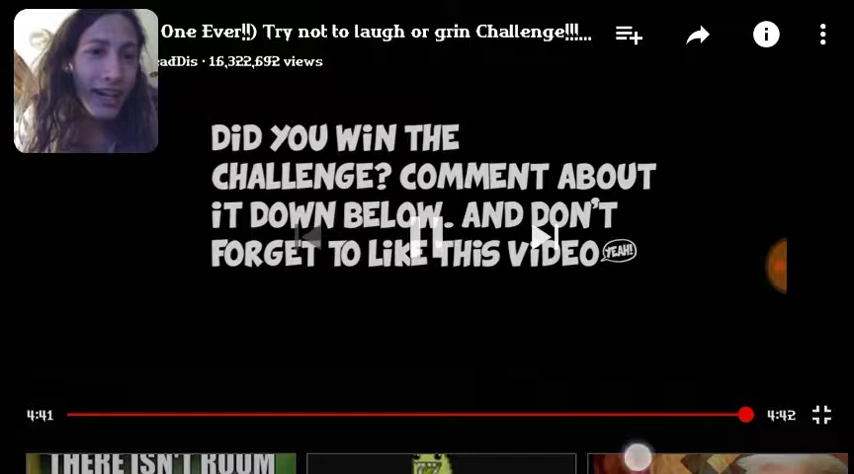 One Ever!!) Try not to laugh or grin Challenge!!!...
eadDis · 16,322,692 views
DiD YOU WiN THE
CHALLENGE? COMMENT ABOUT
iT DOWN BELOW. AND DON'T
FORGET TO LiKE THiS ViDEO YEAH!
4:41
4:42
THERE ISN'T ROOM